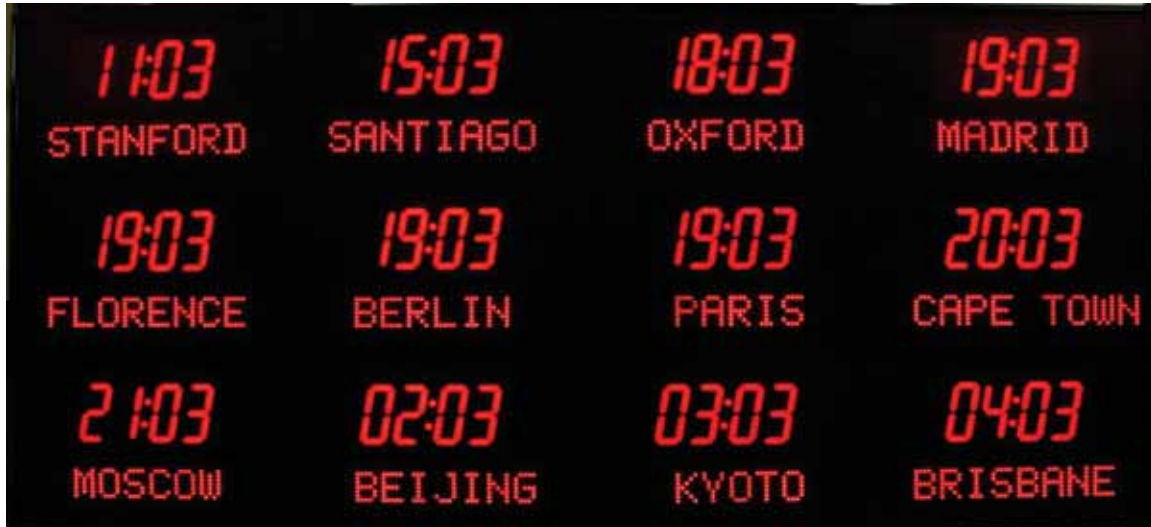 11:03 15:03 18:03 19:03
STANFORD SANTIAGO OXFORD MADRID
19:03 19:03 19:03 20:03
FLORENCE BERLIN PARIS CAPE TOWN
21:03 02:03 03:03 04:03
MOSCOW BEIJING KYOTO BRISBANE